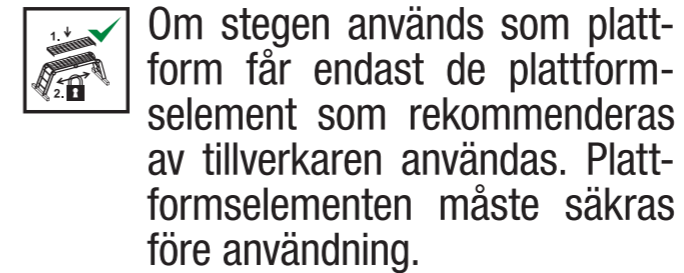 1.
2.
Om stegen används som platt-
form får endast de plattform-
selement som rekommenderas
av tillverkaren användas. Platt-
formselementen måste säkras
före användning.